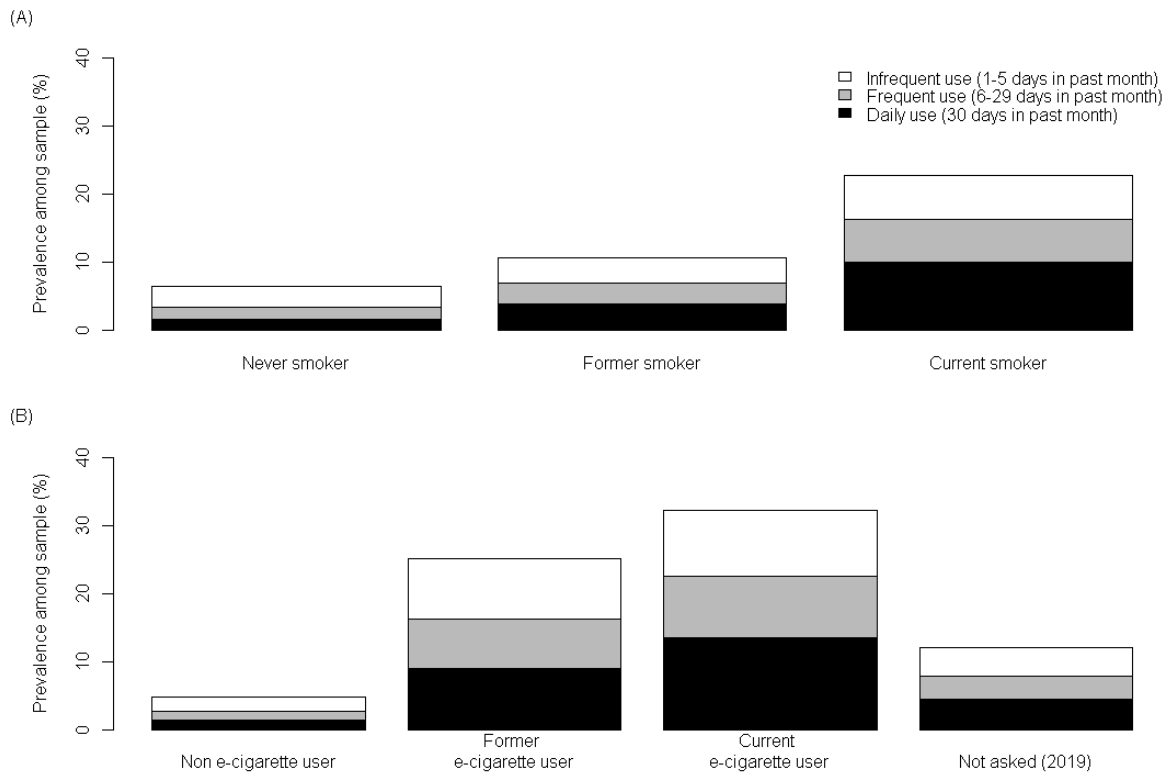 (A)
Prevalence among sample (%)
40
30
20
10
0
Infrequent use (1-5 days in past month)
Frequent use (6-29 days in past month)
Daily use (30 days in past month)
Never smoker
Former smoker
Current smoker
(B)
Prevalence among sample (%)
40
30
20
10
0
Non e-cigarette user
Former
e-cigarette user
Current
e-cigarette user
Not asked (2019)